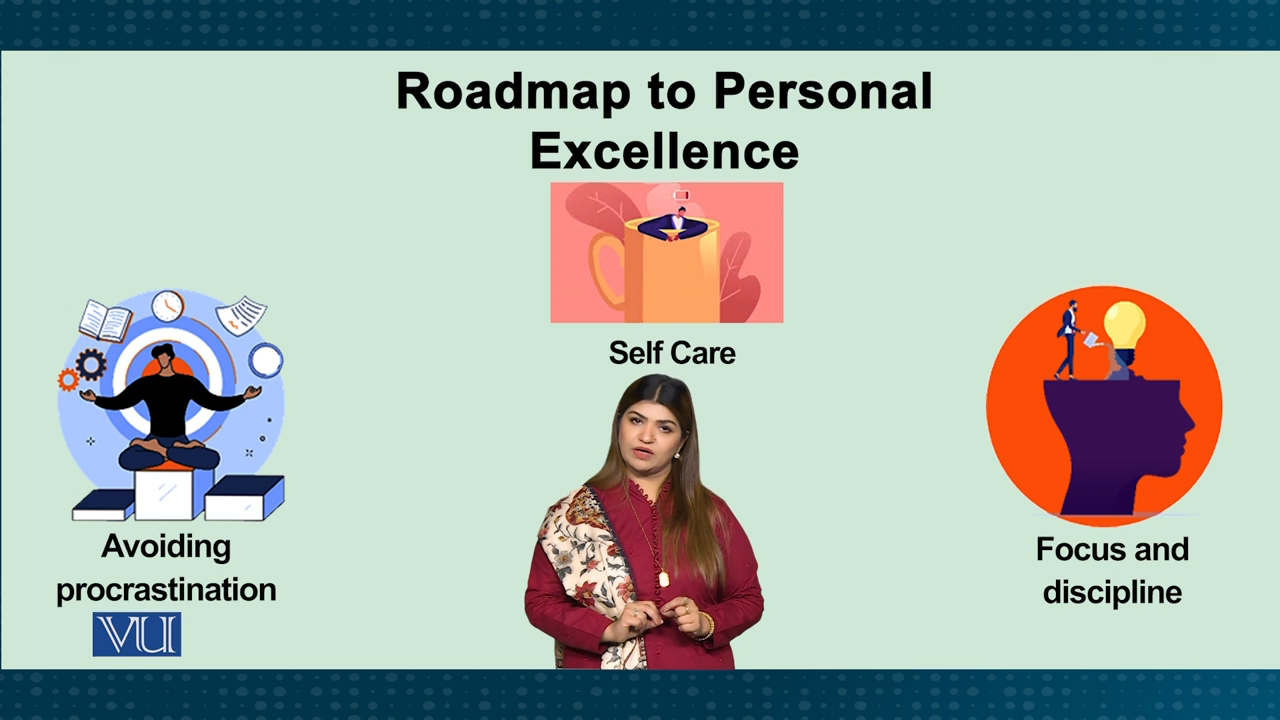 Roadmap to Personal
Excellence
Self Care
Avoiding
procrastination
Focus and
discipline
VU